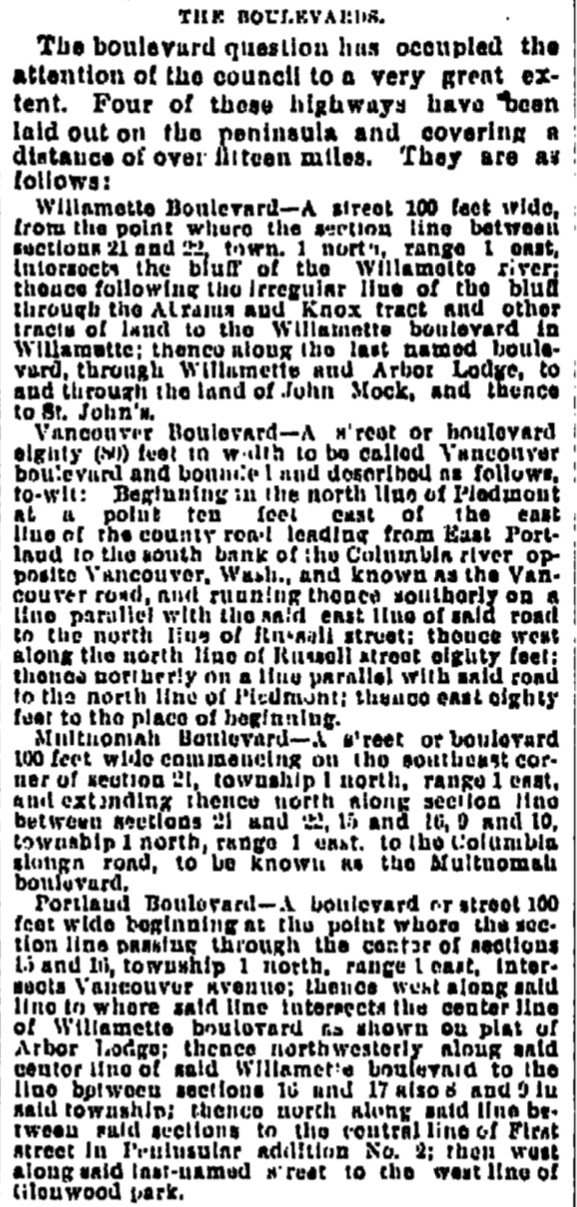 THE BOULEVARDS.
The boulevard question has occupied the
attention of the council to a very great ex-
tent. Four of these highways have been
laid out on the peninsula and covering a
distance of over fifteen miles. They are as
follows:
Willamette Boulevard—A street 100 feet wide,
from the point where the section line between
sections 21 and 22, town. 1 north, range 1 east,
intersects the bluff of the Willamette river;
thence following the irregular line of the bluff
through the Abrams and Knox tract and other
tracts of land to the Willamette boulevard in
Willamette; thence along the last named boule-
vard, through Willamette and Arbor Lodge, to
and through the land of John Mock, and thence
to St. John's.
Vancouver Boulevard—A street or boulevard
eighty (80) feet in width to be called Vancouver
boulevard and bounded and described as follows,
to-wit: Beginning in the north line of Piedmont
at a point ten feet east of the east
line of the county road leading from East Port-
land to the south bank of the Columbia river op-
posite Vancouver, Wash., and known as the Van-
couver road, and running thence southerly on a
line parallel with the said east line of said road
to the north line of Russell street; thence west
along the north line of Russell street eighty feet;
thence northerly on a line parallel with said road
to the north line of Piedmont; thence east eighty
feet to the place of beginning.
Multnomah Boulevard—A street or boulevard
100 feet wide commencing on the southeast cor-
ner of section 21, township 1 north, range 1 east,
and extending thence north along section line
between sections 21 and 22, 15 and 16, 9 and 10,
township 1 north, range 1 east. to the Columbia
slough road, to be known as the Multnomah
boulevard.
Portland Boulevard—A boulevard or street 100
feet wide beginning at the point where the sec-
tion line passing through the center of sections
15 and 16, township 1 north, range 1 east, inter-
sects Vancouver avenue; thence west along said
line to where said line intersects the center line
of Willamette boulevard as shown on plat of
Arbor Lodge; thence northwesterly along said
center line of said Willamette boulevard to the
line between sections 16 and 17 also 8 and 9 in
said township; thence north along said line be-
tween said sections to the central line of First
street in Peninsular addition No. 2; then west
along said last-named street to the west line of
Glenwood park.